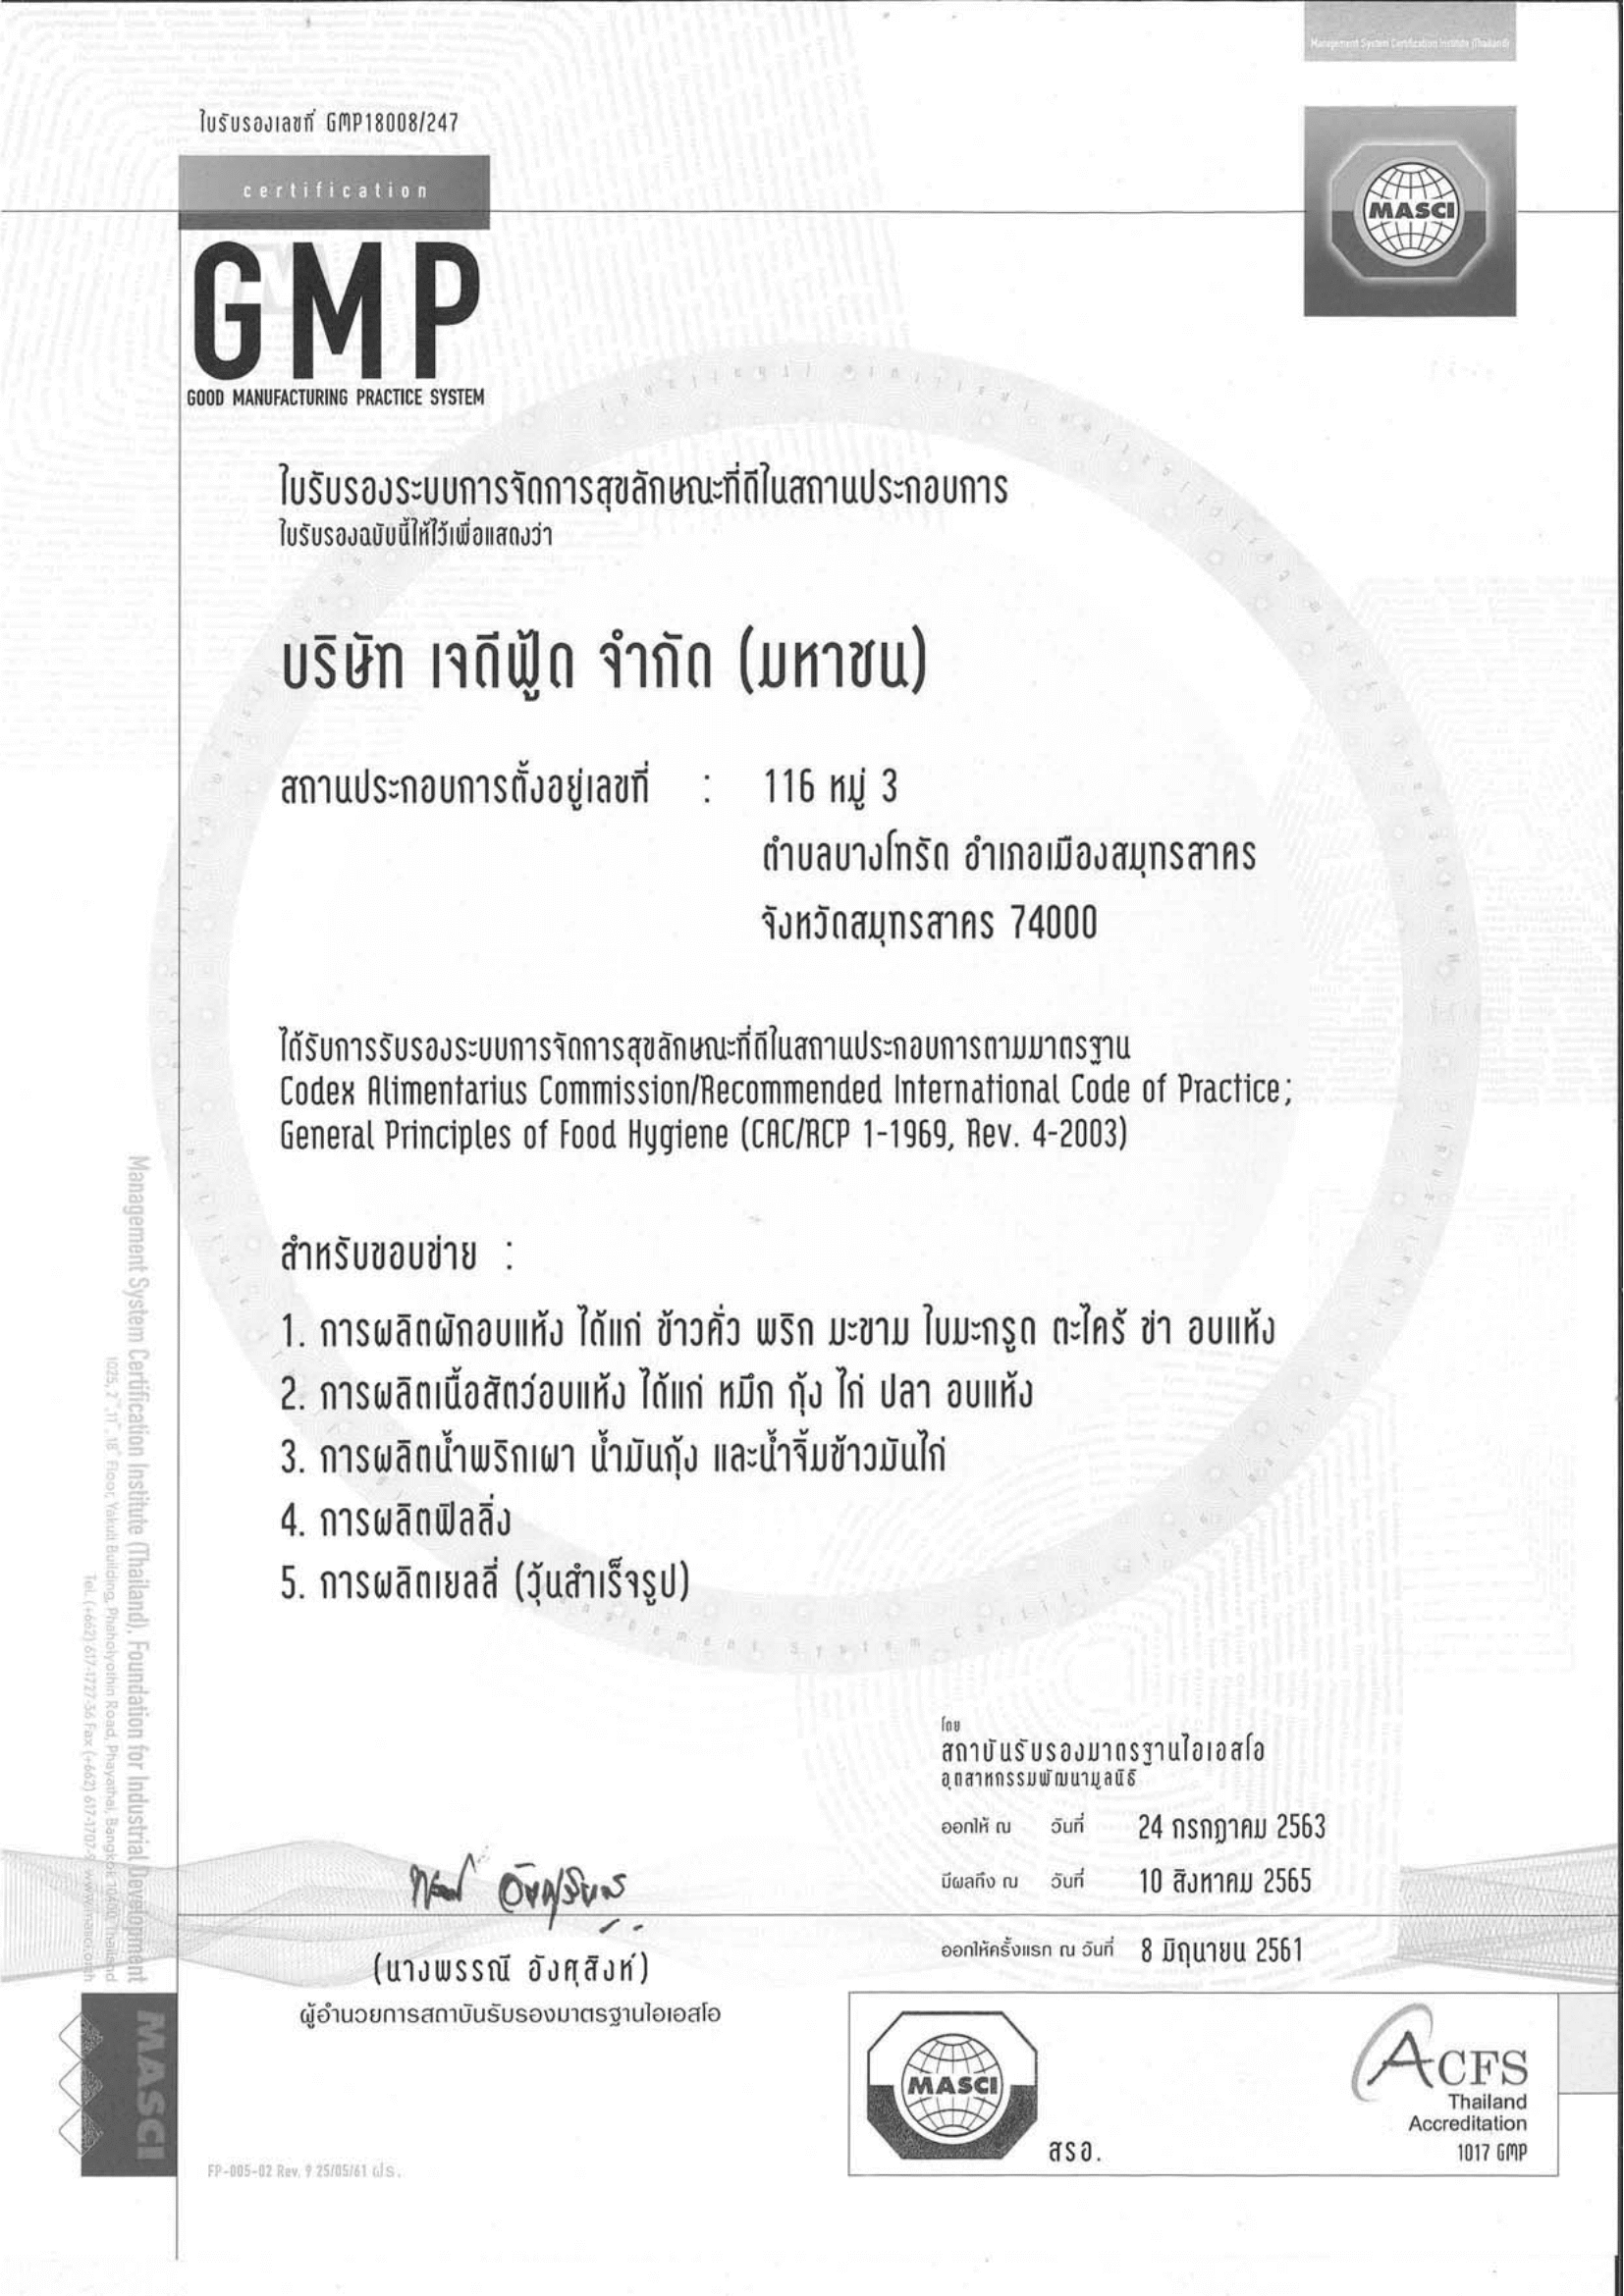 Management System Certification Institute (Thailand)
ใบรับรองเลขที่ GMP18008/247
certification
MASCI
GMP
GOOD MANUFACTURING PRACTICE SYSTEM
ใบรับรองระบบการจัดการสุขลักษณะที่ดีในสถานประกอบการ
ใบรับรองฉบับนี้ให้ไว้เพื่อแสดงว่า
บริษัท เจดีฟู้ด จำกัด (มหาชน)
สถานประกอบการตั้งอยู่เลขที่ : 116 หมู่ 3
ตำบลบางโทรัด อำเภอเมืองสมุทรสาคร
จังหวัดสมุทรสาคร 74000
ได้รับการรับรองระบบการจัดการสุขลักษณะที่ดีในสถานประกอบการตามมาตรฐาน
Codex Alimentarius Commission/Recommended International Code of Practice;
General Principles of Food Hygiene (CAC/RCP 1-1969, Rev. 4-2003)
สำหรับขอบข่าย :
1. การผลิตผักอบแห้ง ได้แก่ ข้าวคั่ว พริก มะขาม ใบมะกรูด ตะไคร้ ข่า อบแห้ง
2. การผลิตเนื้อสัตว์อบแห้ง ได้แก่ หมึก กุ้ง ไก่ ปลา อบแห้ง
3. การผลิตน้ำพริกเผา น้ำมันกุ้ง และน้ำจิ้มข้าวมันไก่
4. การผลิตฟิลลิ่ง
5. การผลิตเยลลี่ (วุ้นสำเร็จรูป)
โดย
สถาบันรับรองมาตรฐานไอเอสโอ
อุตสาหกรรมพัฒนามูลนิธิ
ออกให้ ณ วันที่ 24 กรกฎาคม 2563
มีผลถึง ณ วันที่ 10 สิงหาคม 2565
ออกให้ครั้งแรก ณ วันที่ 8 มิถุนายน 2561
(นางพรรณี อังศุสิงห์)
ผู้อำนวยการสถาบันรับรองมาตรฐานไอเอสโอ
MASCI
สรอ.
ACFS
Thailand
Accreditation
1017 GMP
FP-005-02 Rev. 9 25/05/61 ฝร.
Management System Certification Institute (Thailand), Foundation for Industrial Development
1025, 2nd, 11th, 18th Floor, Yakult Building, Phaholyothin Road, Phayathai, Bangkok 10400, Thailand
Tel. (+662) 617-1727-36 Fax (+662) 617-1707-9 www.masci.or.th
MASCI